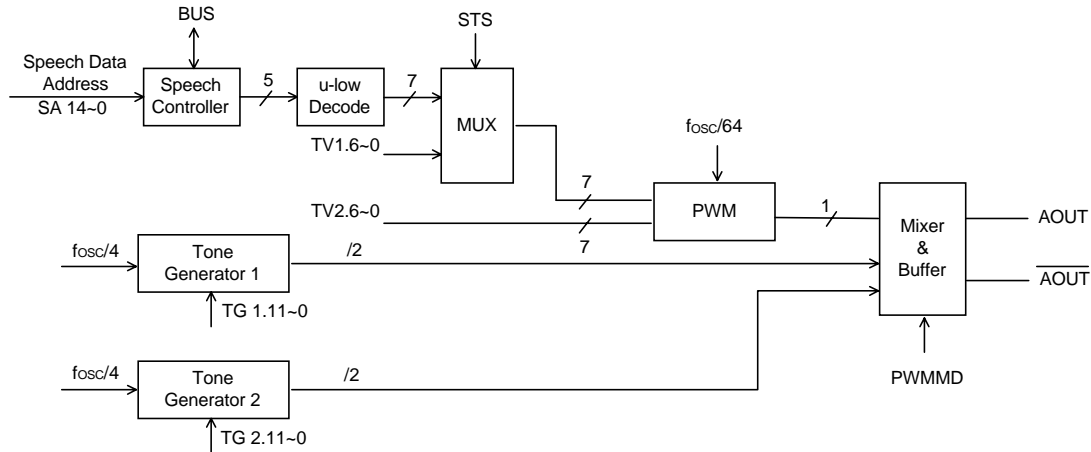 BUS
STS
Speech Data
Address
SA 14~0
Speech
Controller
5
u-low
Decode
7
MUX
TV1.6~0
fosc/64
7
TV2.6~0
7
PWM
1
Mixer
&
Buffer
AOUT
AOUT
PWMMD
fosc/4
Tone
Generator 1
/2
TG 1.11~0
fosc/4
Tone
Generator 2
/2
TG 2.11~0